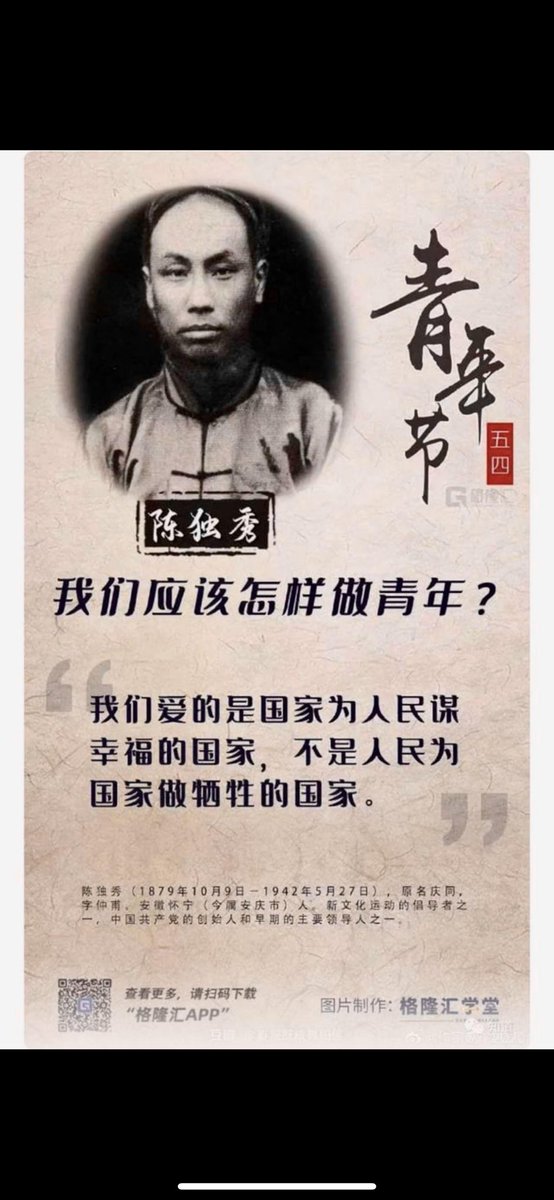 青年节
五四
格隆汇
陈独秀
我们应该怎样做青年？
“
我们爱的是国家为人民谋
幸福的国家，不是人民为
国家做牺牲的国家。
”
陈独秀（1879年10月9日－1942年5月27日），原名庆同，
字仲甫，安徽怀宁（今属安庆市）人。新文化运动的倡导者之
一，中国共产党的创始人和早期的主要领导人之一。
查看更多，请扫码下载
“格隆汇APP”
图片制作：格隆汇学堂